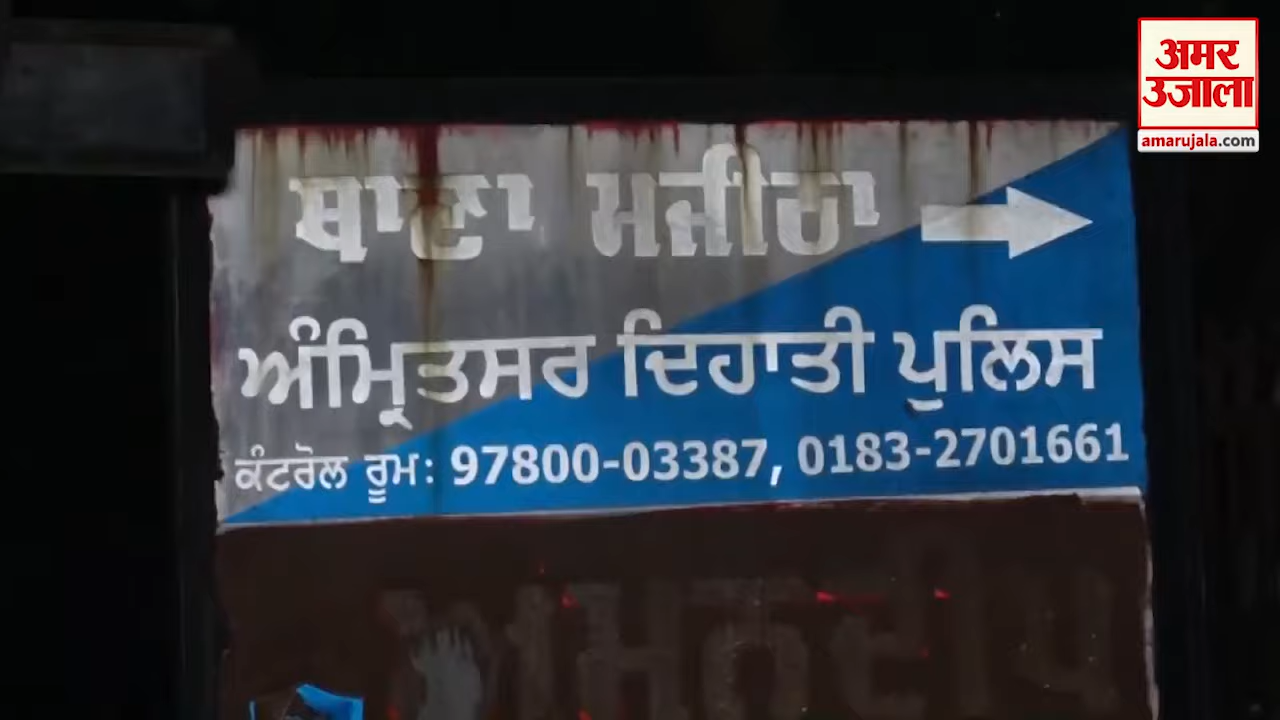 अमर
उजाला
amarujala.com
ਥਾਣਾ ਮਜੀਠਾ
ਅੰਮ੍ਰਿਤਸਰ ਦਿਹਾਤੀ ਪੁਲਿਸ
ਕੰਟਰੋਲ ਰੂਮ: 97800-03387, 0183-2701661